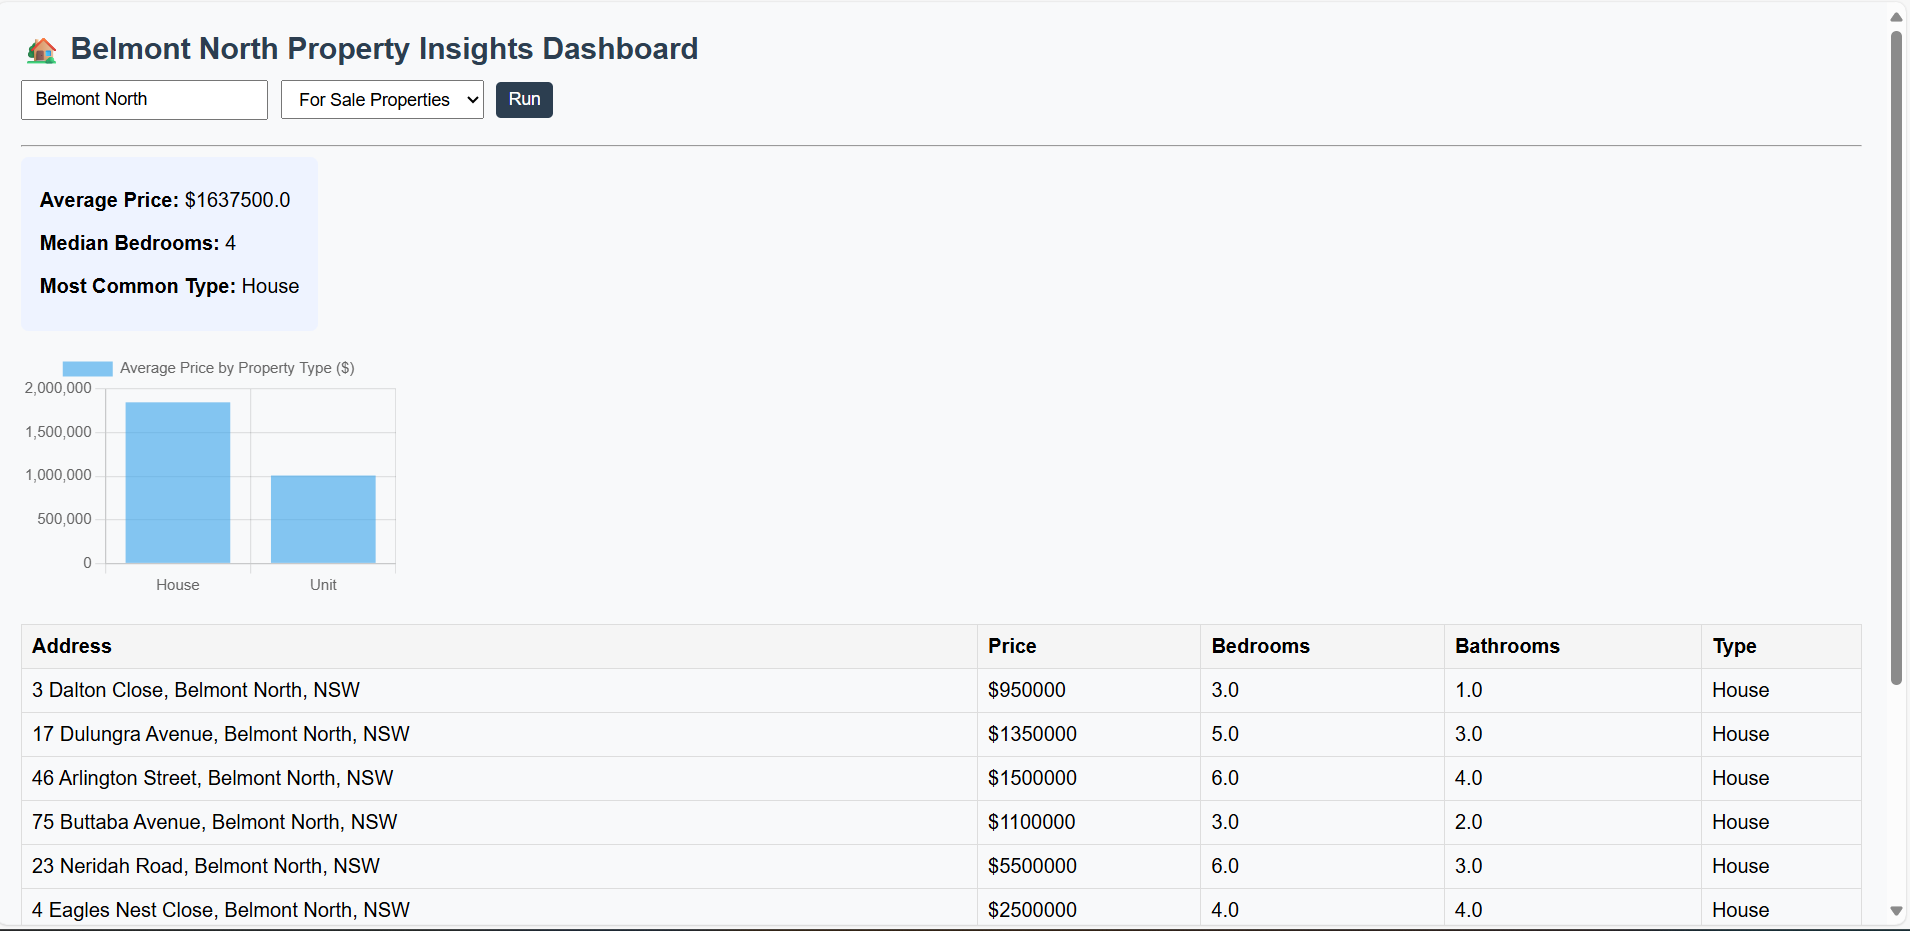 Belmont North Property Insights Dashboard
Belmont North For Sale Properties Run
Average Price: $1637500.0
Median Bedrooms: 4
Most Common Type: House
Average Price by Property Type ($)
2,000,000
1,500,000
1,000,000
500,000
0
House Unit
Address Price Bedrooms Bathrooms Type
3 Dalton Close, Belmont North, NSW $950000 3.0 1.0 House
17 Dulungra Avenue, Belmont North, NSW $1350000 5.0 3.0 House
46 Arlington Street, Belmont North, NSW $1500000 6.0 4.0 House
75 Buttaba Avenue, Belmont North, NSW $1100000 3.0 2.0 House
23 Neridah Road, Belmont North, NSW $5500000 6.0 3.0 House
4 Eagles Nest Close, Belmont North, NSW $2500000 4.0 4.0 House